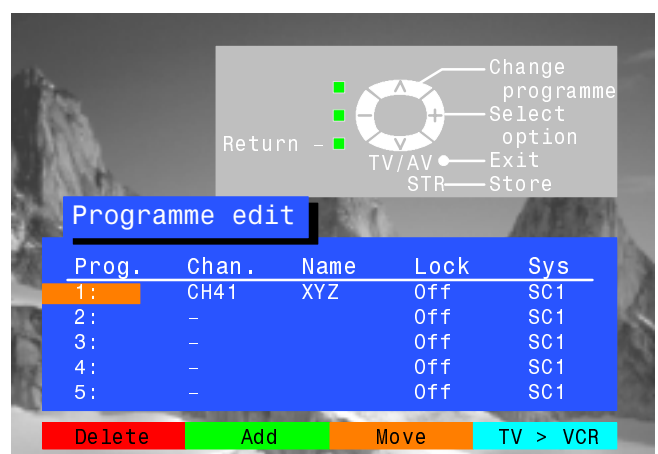 Change
programme
Select
option
Return –
TV/AV
Exit
STR
Store
Programme edit
Prog. Chan. Name Lock Sys
1: CH41 XYZ Off SC1
2: – Off SC1
3: – Off SC1
4: – Off SC1
5: – Off SC1
Delete Add Move TV > VCR